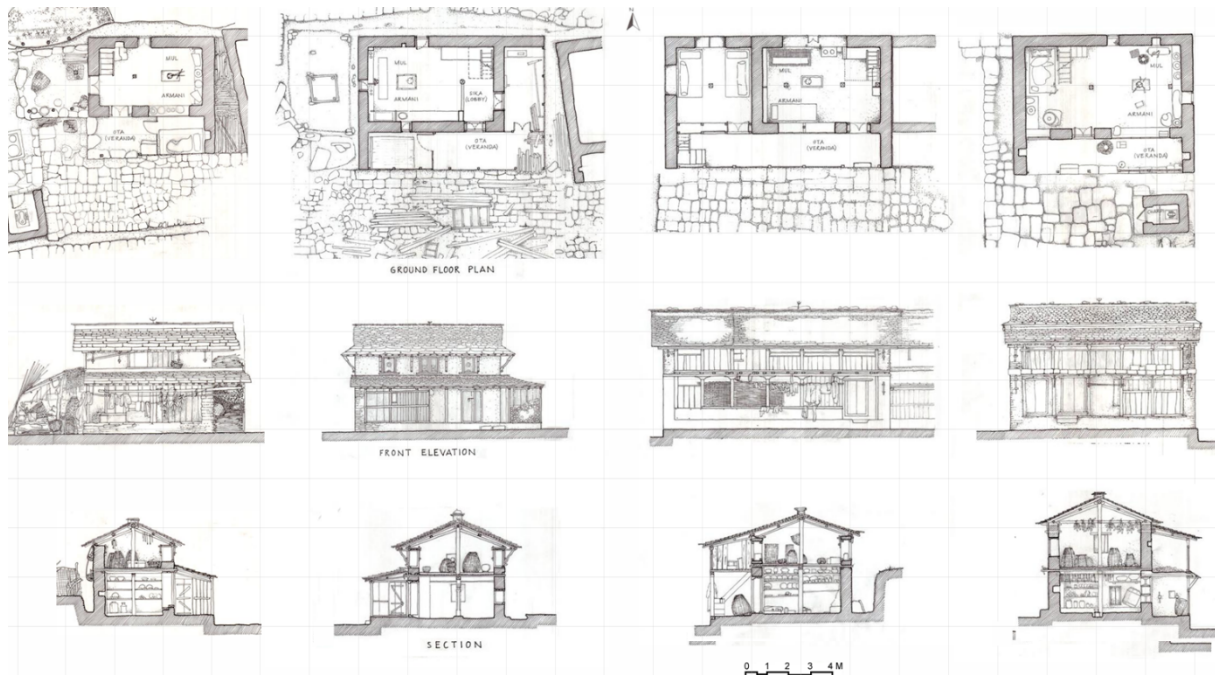 N
MUL
ARMANI
OTA
(VERANDA)
MUL
ARMANI
(LOBBY)
OTA
(VERANDA)
MUL
ARMANI
OTA
(VERANDA)
MUL
ARMANI
OTA
(VERANDA)
GROUND FLOOR PLAN
FRONT ELEVATION
SECTION
0 1 2 3 4 M